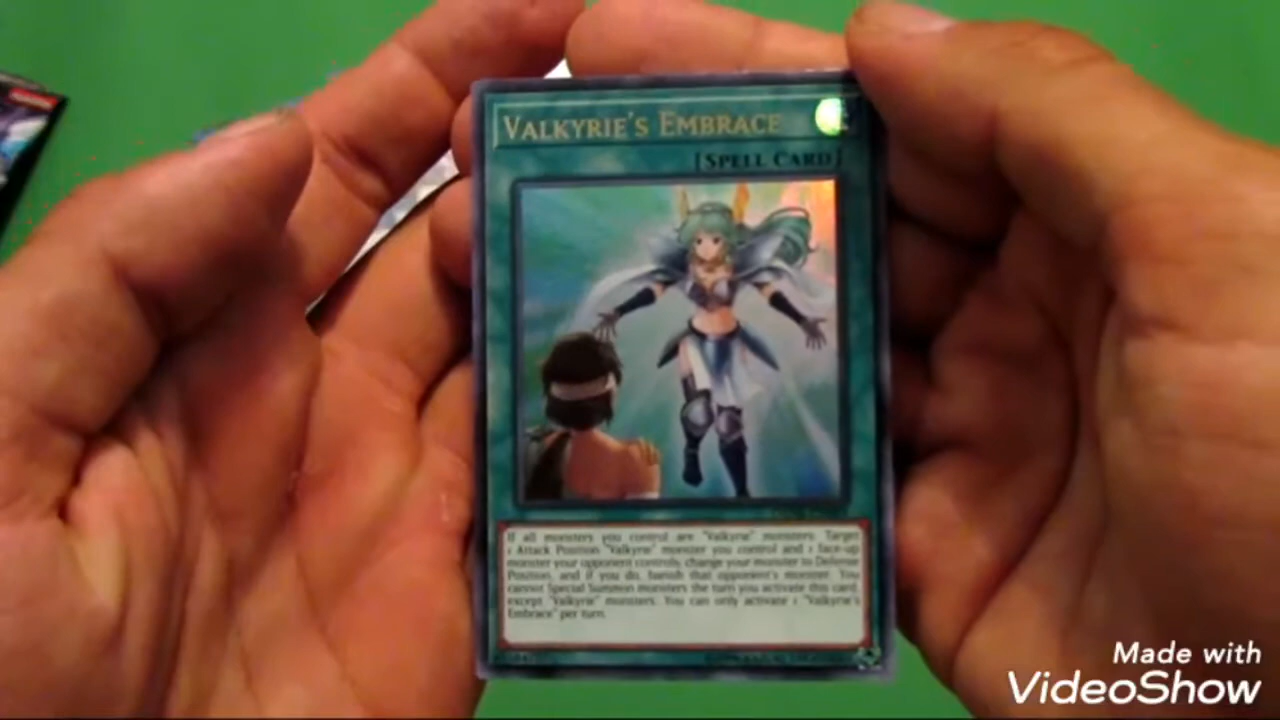 VALKYRIE'S EMBRACE
[SPELL CARD]
If all monsters you control are "Valkyrie" monsters: Target
1 Attack Position "Valkyrie" monster you control and 1 face-up
monster your opponent controls; change your monster to Defense
Position, and if you do, banish that opponent's monster. You
cannot Special Summon monsters the turn you activate this card,
except "Valkyrie" monsters. You can only activate 1 "Valkyrie's
Embrace" per turn.
Made with
VideoShow